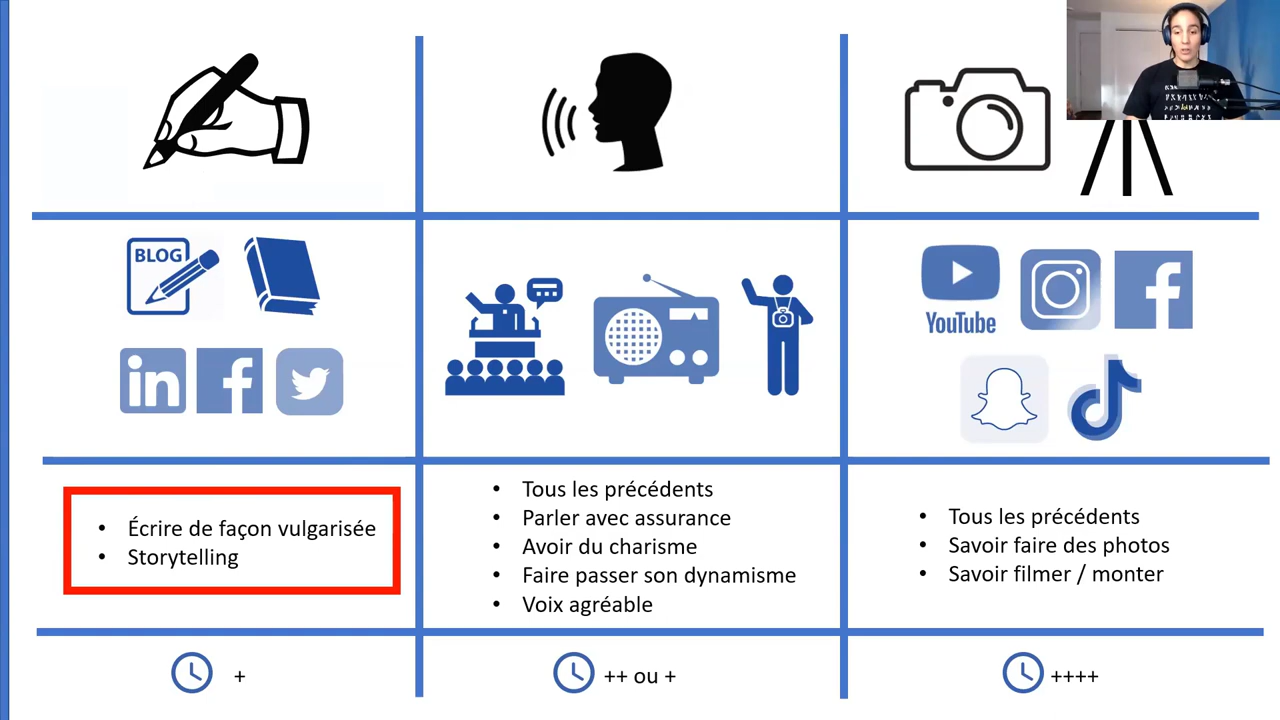 BLOG
in
YouTube
• Écrire de façon vulgarisée
• Storytelling
• Tous les précédents
• Parler avec assurance
• Avoir du charisme
• Faire passer son dynamisme
• Voix agréable
• Tous les précédents
• Savoir faire des photos
• Savoir filmer / monter
+
++ ou +
++++